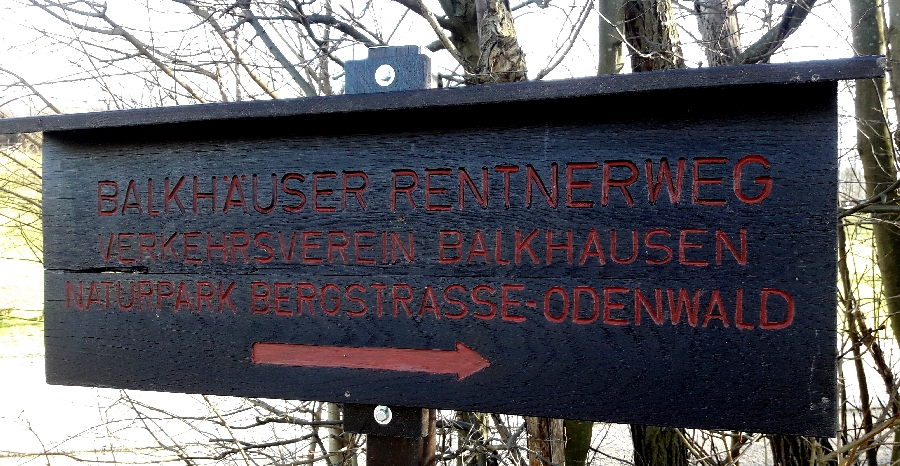 BALKHÄUSER RENTNERWEG
VERKEHRSVEREIN BALKHAUSEN
NATURPARK BERGSTRASSE-ODENWALD